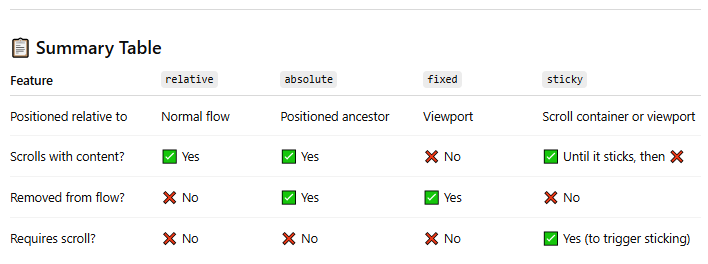 📋 Summary Table
Feature relative absolute fixed sticky
Positioned relative to Normal flow Positioned ancestor Viewport Scroll container or viewport
Scrolls with content? ✅ Yes ✅ Yes ❌ No ✅ Until it sticks, then ❌
Removed from flow? ❌ No ✅ Yes ✅ Yes ❌ No
Requires scroll? ❌ No ❌ No ❌ No ✅ Yes (to trigger sticking)